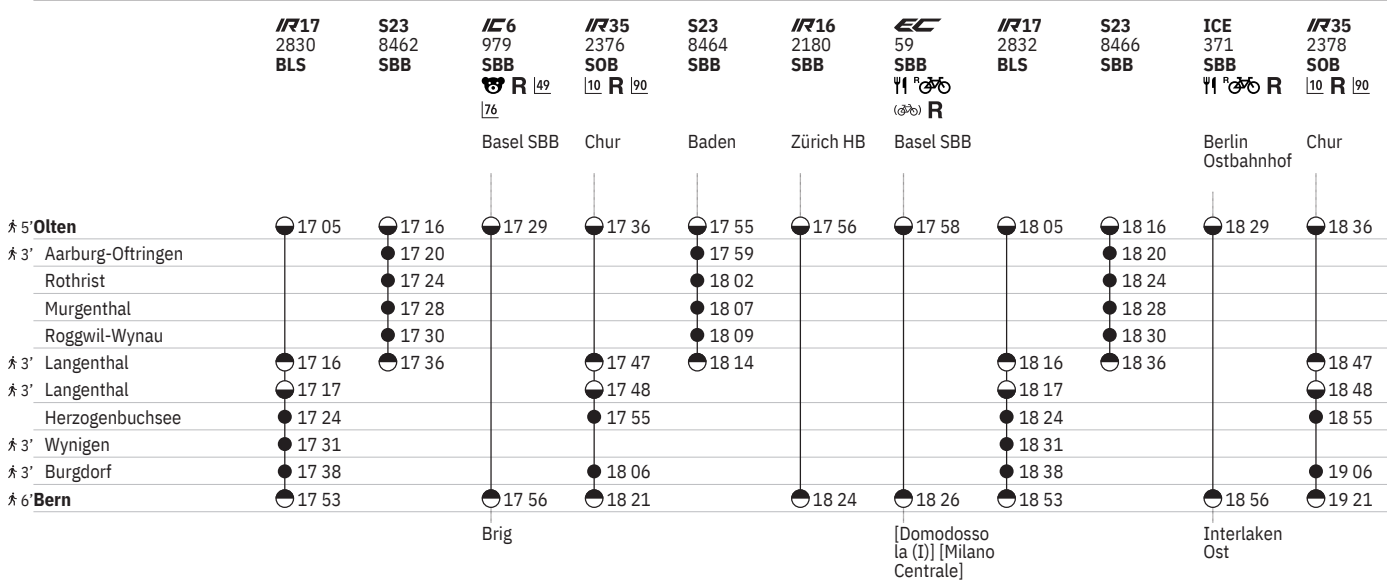 IR17 S23 IC6 IR35 S23 IR16 EC IR17 S23 ICE IR35
2830 8462 979 2376 8464 2180 59 2832 8466 371 2378
BLS SBB SBB SOB SBB SBB SBB BLS SBB SBB SOB
R 49 10 R 90 R R 10 R 90
76 R
Basel SBB Chur Baden Zürich HB Basel SBB Berlin Chur
Ostbahnhof
5' Olten 17 05 17 16 17 29 17 36 17 55 17 56 17 58 18 05 18 16 18 29 18 36
3' Aarburg-Oftringen 17 20 17 59 18 20
Rothrist 17 24 18 02 18 24
Murgenthal 17 28 18 07 18 28
Roggwil-Wynau 17 30 18 09 18 30
3' Langenthal 17 16 17 36 17 47 18 14 18 16 18 36 18 47
3' Langenthal 17 17 17 48 18 17 18 48
Herzogenbuchsee 17 24 17 55 18 24 18 55
3' Wynigen 17 31 18 31
3' Burgdorf 17 38 18 06 18 38 19 06
6' Bern 17 53 17 56 18 21 18 24 18 26 18 53 18 56 19 21
Brig [Domodosso Interlaken
la (I)] [Milano Ost
Centrale]